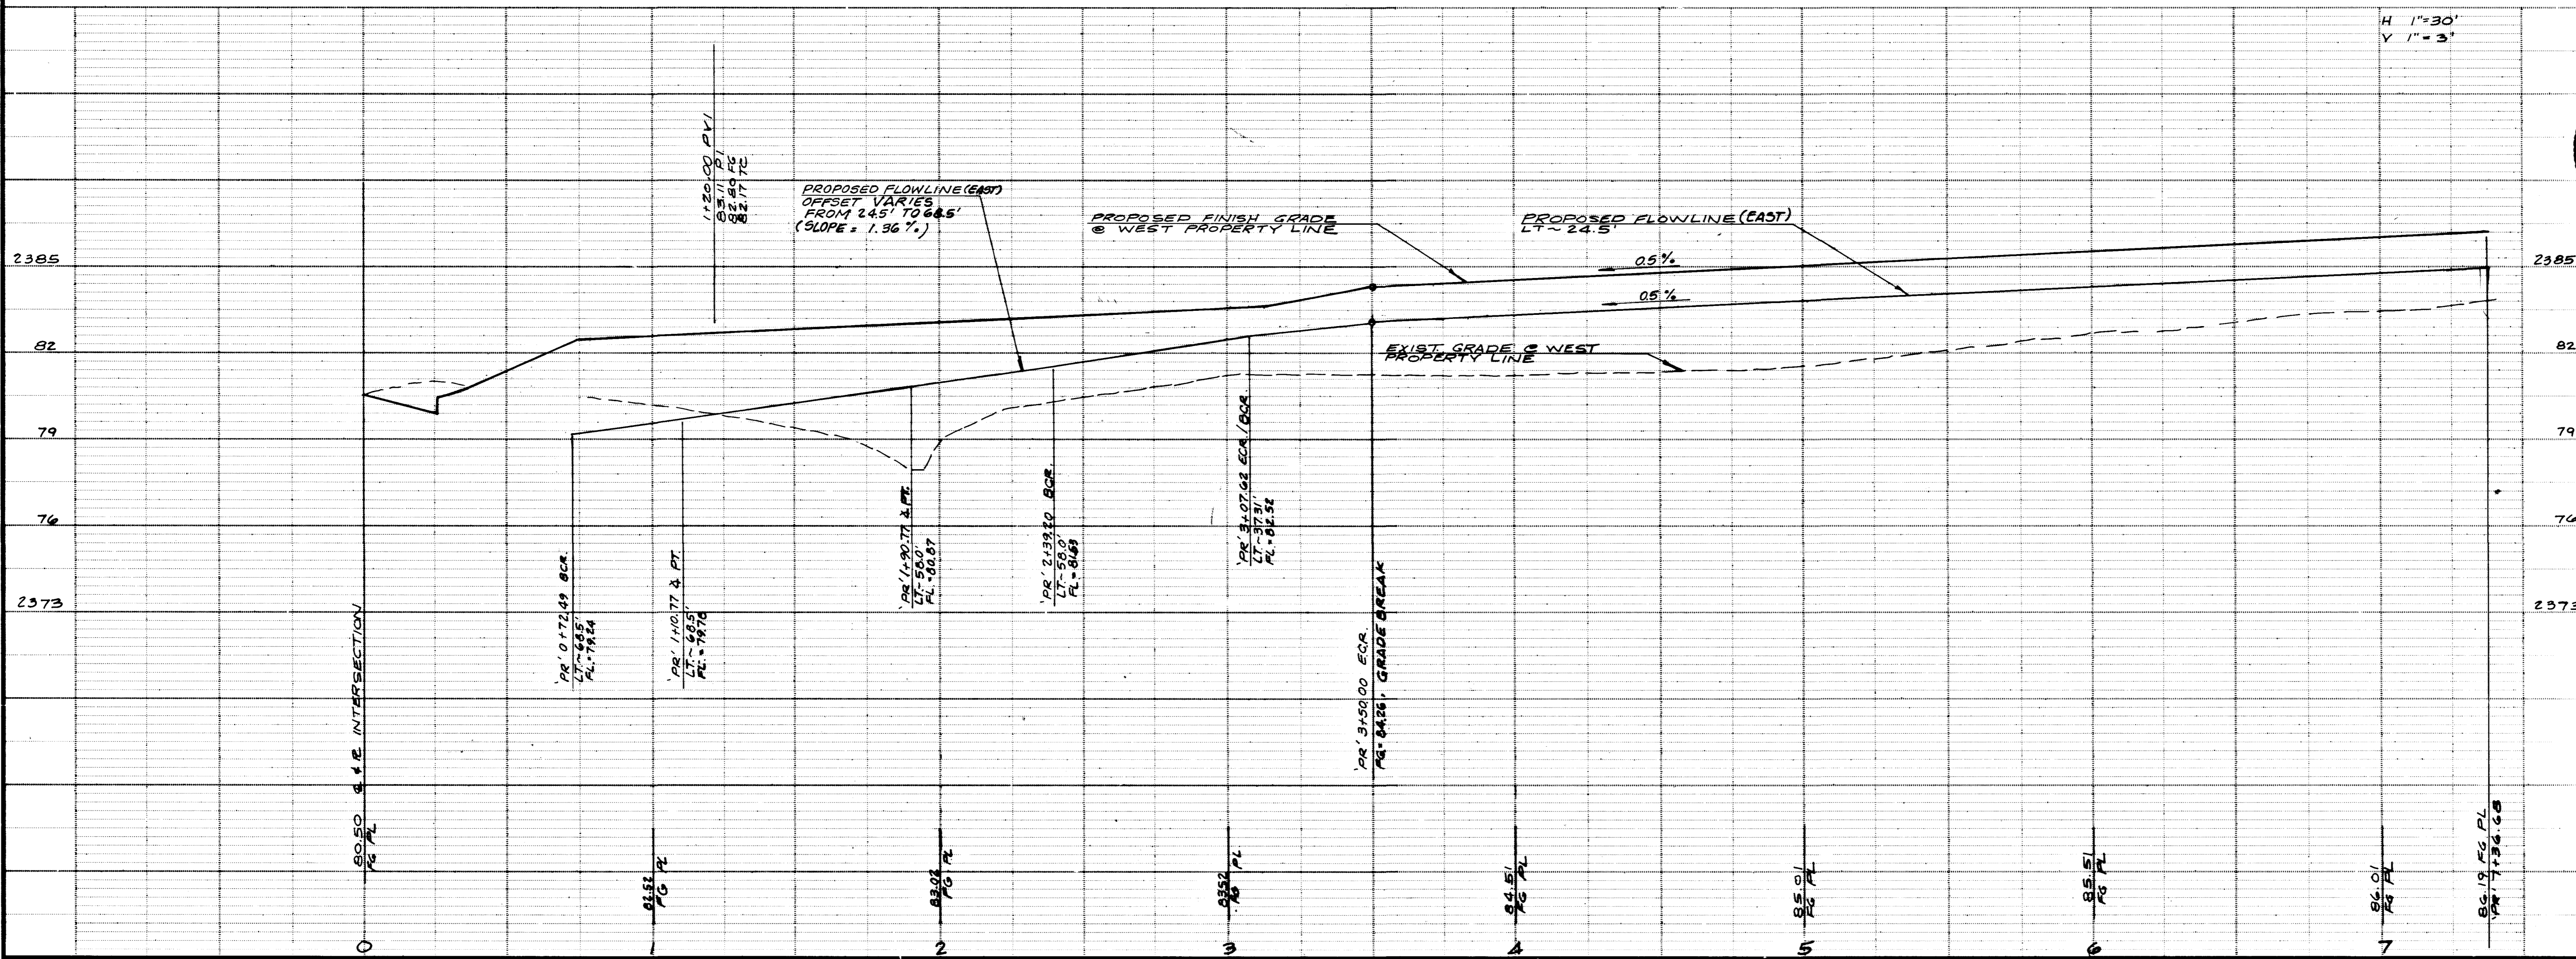 H 1"=30'
V 1"=3'
1+20.00 PVI
83.11 P.I.
82.80 FG
82.17 TC
PROPOSED FLOWLINE (EAST)
OFFSET VARIES
FROM 24.5' TO 68.5'
(SLOPE = 1.36 %)
PROPOSED FINISH GRADE
@ WEST PROPERTY LINE
PROPOSED FLOWLINE (EAST)
LT ~ 24.5'
2385
0.5 %
2385
0.5 %
82
EXIST. GRADE @ WEST
PROPERTY LINE
82
79
79
76
76
2373
2373
'PR' 0+72.49 BCR.
LT. ~ 68.5'
FL. = 79.24
'PR' 1+10.77 ∡ PT.
LT. ~ 68.5'
FL. = 79.76
'PR' 1+90.77 ∡ PT.
LT. ~ 58.0'
FL. = 80.87
'PR' 2+39.20 BCR.
LT. ~ 58.0'
FL. = 81.63
'PR' 3+07.62 ECR./BCR.
LT. ~ 37.31'
FL. = 82.52
'PR' 3+50.00 E.C.R.
FG = 84.26, GRADE BREAK
80.50 INTERSECTION
FG PL
82.52
FG PL
83.02
FG PL
83.52
FG PL
84.51
FG PL
85.01
FG PL
85.51
FG PL
86.01
FG PL
86.19 FG PL
'PR' 7+36.68
0 1 2 3 4 5 6 7